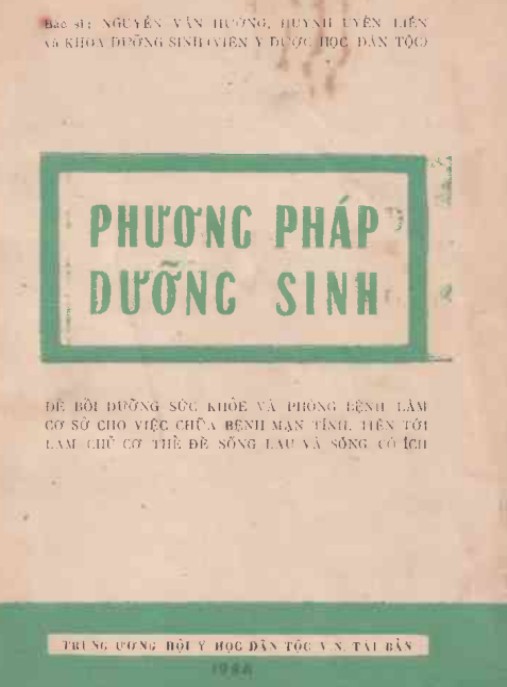 Bác sĩ: NGUYỄN VĂN HƯỞNG, HUỲNH UYỂN LIÊN
và KHOA DƯỠNG SINH (VIỆN Y DƯỢC HỌC DÂN TỘC)
PHƯƠNG PHÁP
DƯỠNG SINH
ĐỂ BỒI DƯỠNG SỨC KHỎE VÀ PHÒNG BỆNH LÀM
CƠ SỞ CHO VIỆC CHỮA BỆNH MẠN TÍNH, TIẾN TỚI
LÀM CHỦ CƠ THỂ ĐỂ SỐNG LÂU VÀ SỐNG CÓ ÍCH
TRUNG ƯƠNG HỘI Y HỌC DÂN TỘC V.N. TÁI BẢN